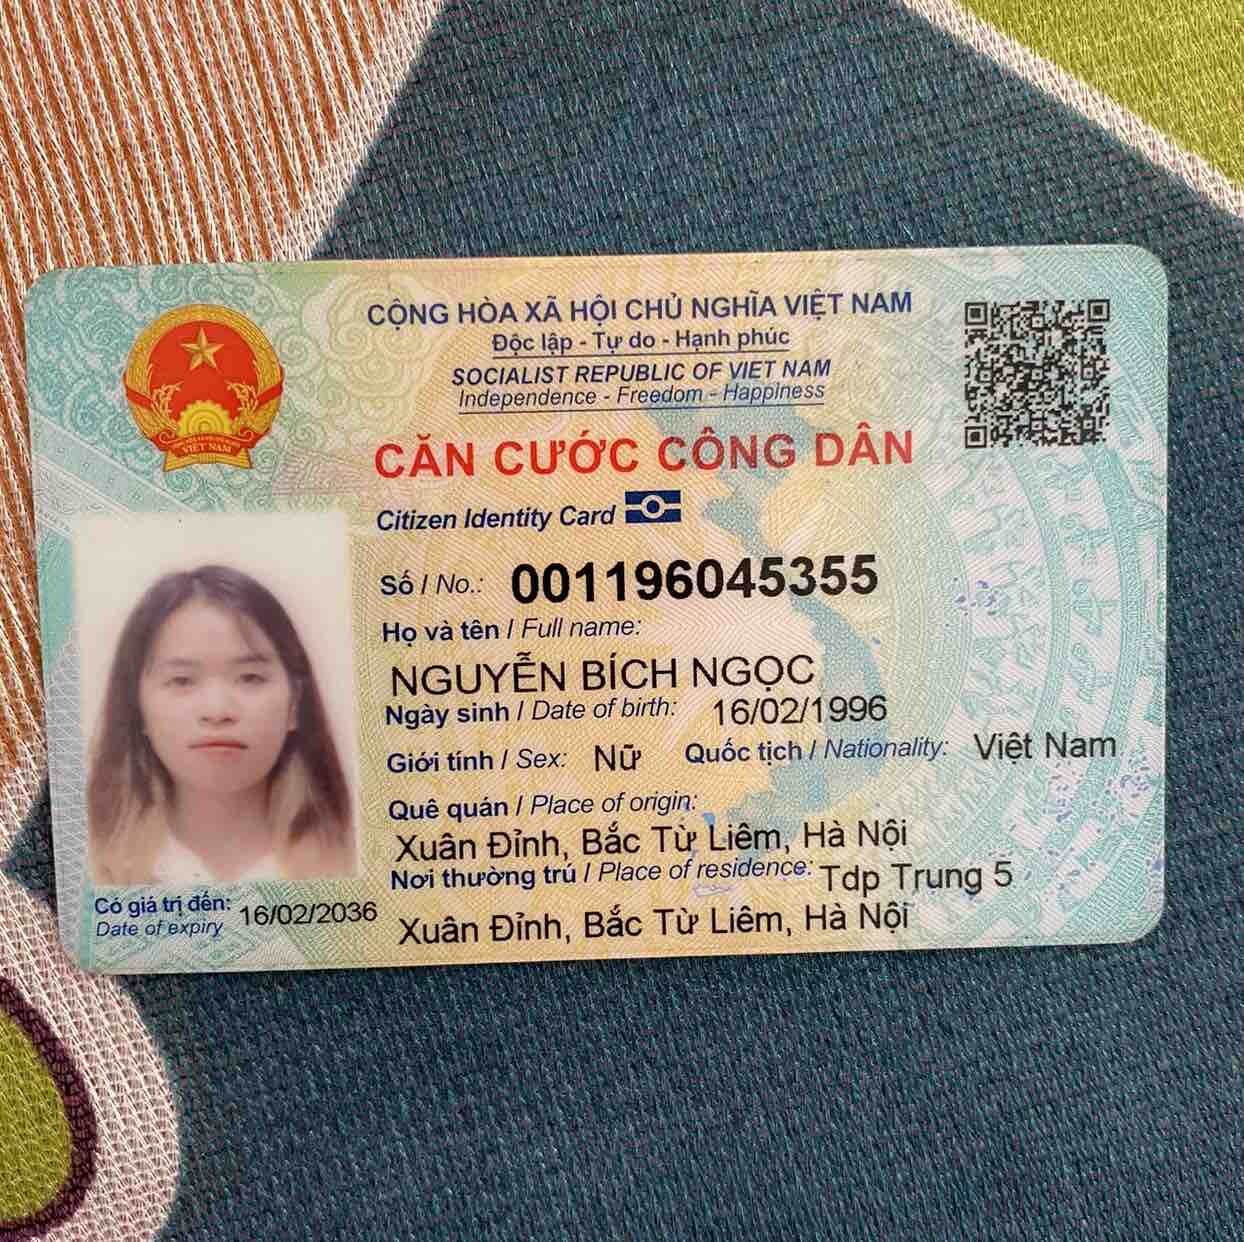 CỘNG HÒA XÃ HỘI CHỦ NGHĨA VIỆT NAM
Độc lập - Tự do - Hạnh phúc
SOCIALIST REPUBLIC OF VIET NAM
Independence - Freedom - Happiness
CĂN CƯỚC CÔNG DÂN
Citizen Identity Card
VIỆT NAM
Số / No.: 001196045355
Họ và tên / Full name:
NGUYỄN BÍCH NGỌC
Ngày sinh / Date of birth: 16/02/1996
Giới tính / Sex: Nữ Quốc tịch / Nationality: Việt Nam
Quê quán / Place of origin:
Xuân Đỉnh, Bắc Từ Liêm, Hà Nội
Nơi thường trú / Place of residence: Tdp Trung 5
Xuân Đỉnh, Bắc Từ Liêm, Hà Nội
Có giá trị đến: 16/02/2036
Date of expiry